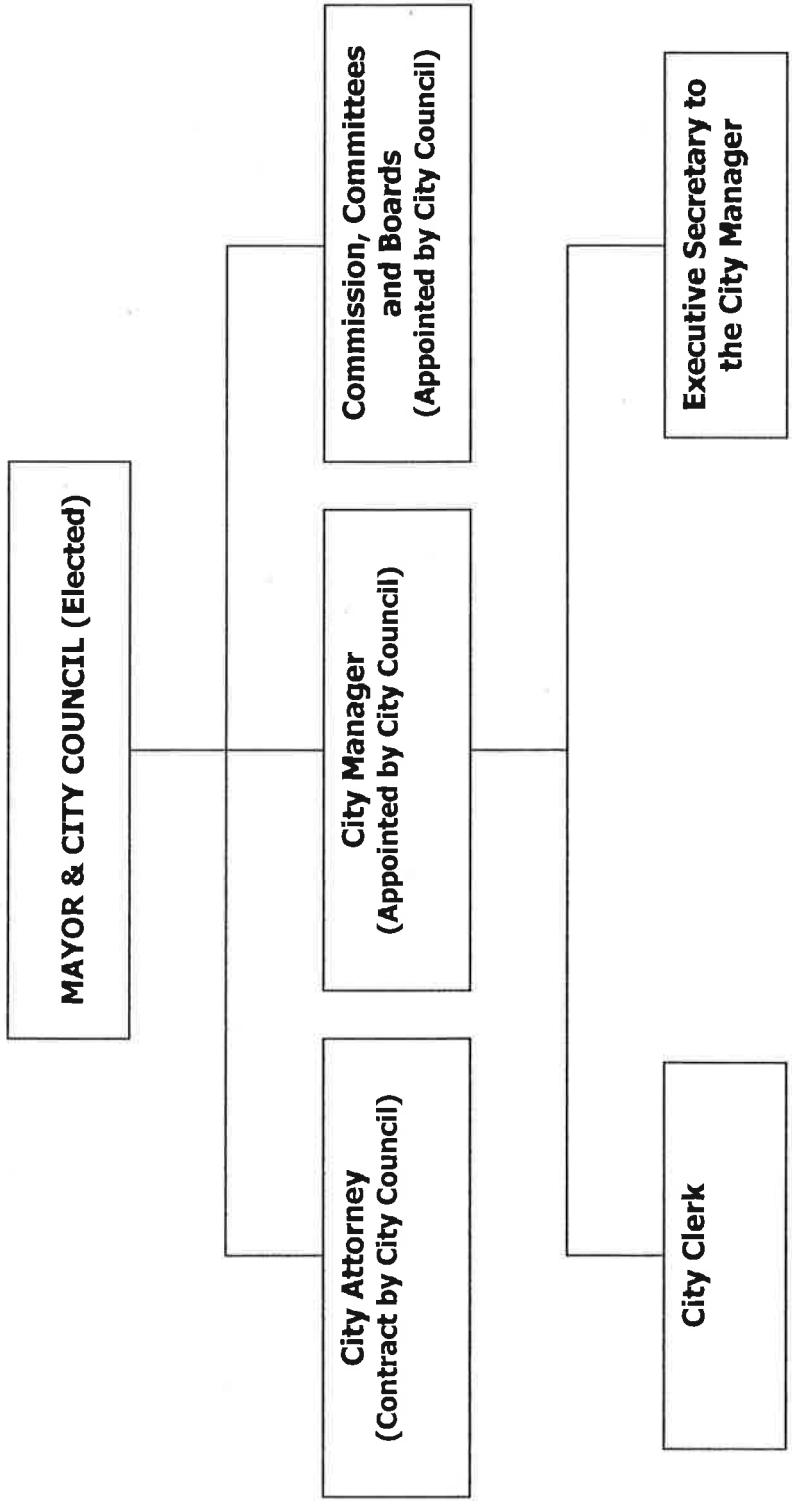 MAYOR & CITY COUNCIL (Elected)
City Attorney
(Contract by City Council)
City Manager
(Appointed by City Council)
Commission, Committees
and Boards
(Appointed by City Council)
City Clerk
Executive Secretary to
the City Manager